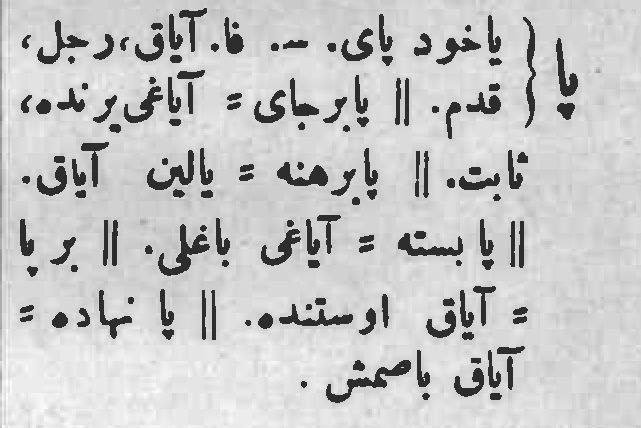 پا { یاخود پای. –. فا. آیاق، رجل،
قدم. || پابرجای = آیاغی یرنده،
ثابت. || پابرهنه = یالین آیاق.
|| پا بسته = آیاغی باغلی. || بر پا
= آیاق اوستنده. || پا نهاده =
آیاق باصمش.